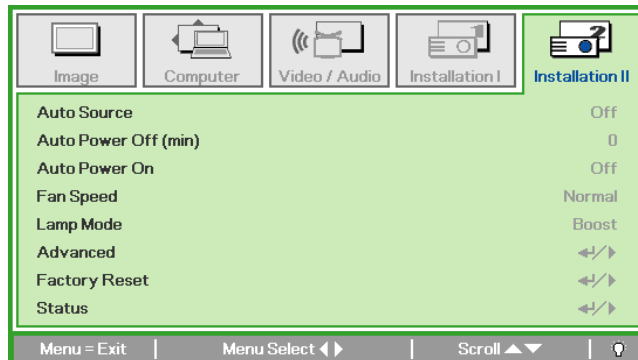 Image Computer Video / Audio Installation I Installation II
2
Auto Source Off
Auto Power Off (min) 0
Auto Power On Off
Fan Speed Normal
Lamp Mode Boost
Advanced
Factory Reset
Status
Menu = Exit Menu Select Scroll